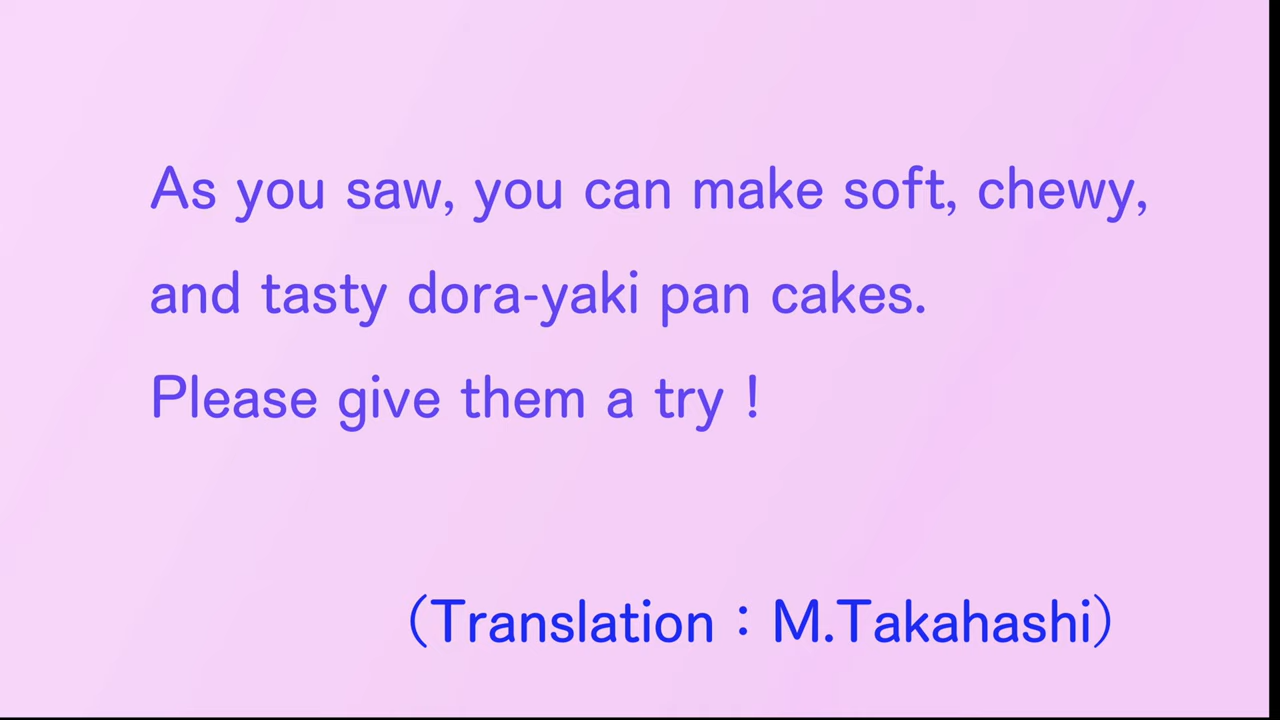 As you saw, you can make soft, chewy,
and tasty dora-yaki pan cakes.
Please give them a try !
(Translation：M.Takahashi)